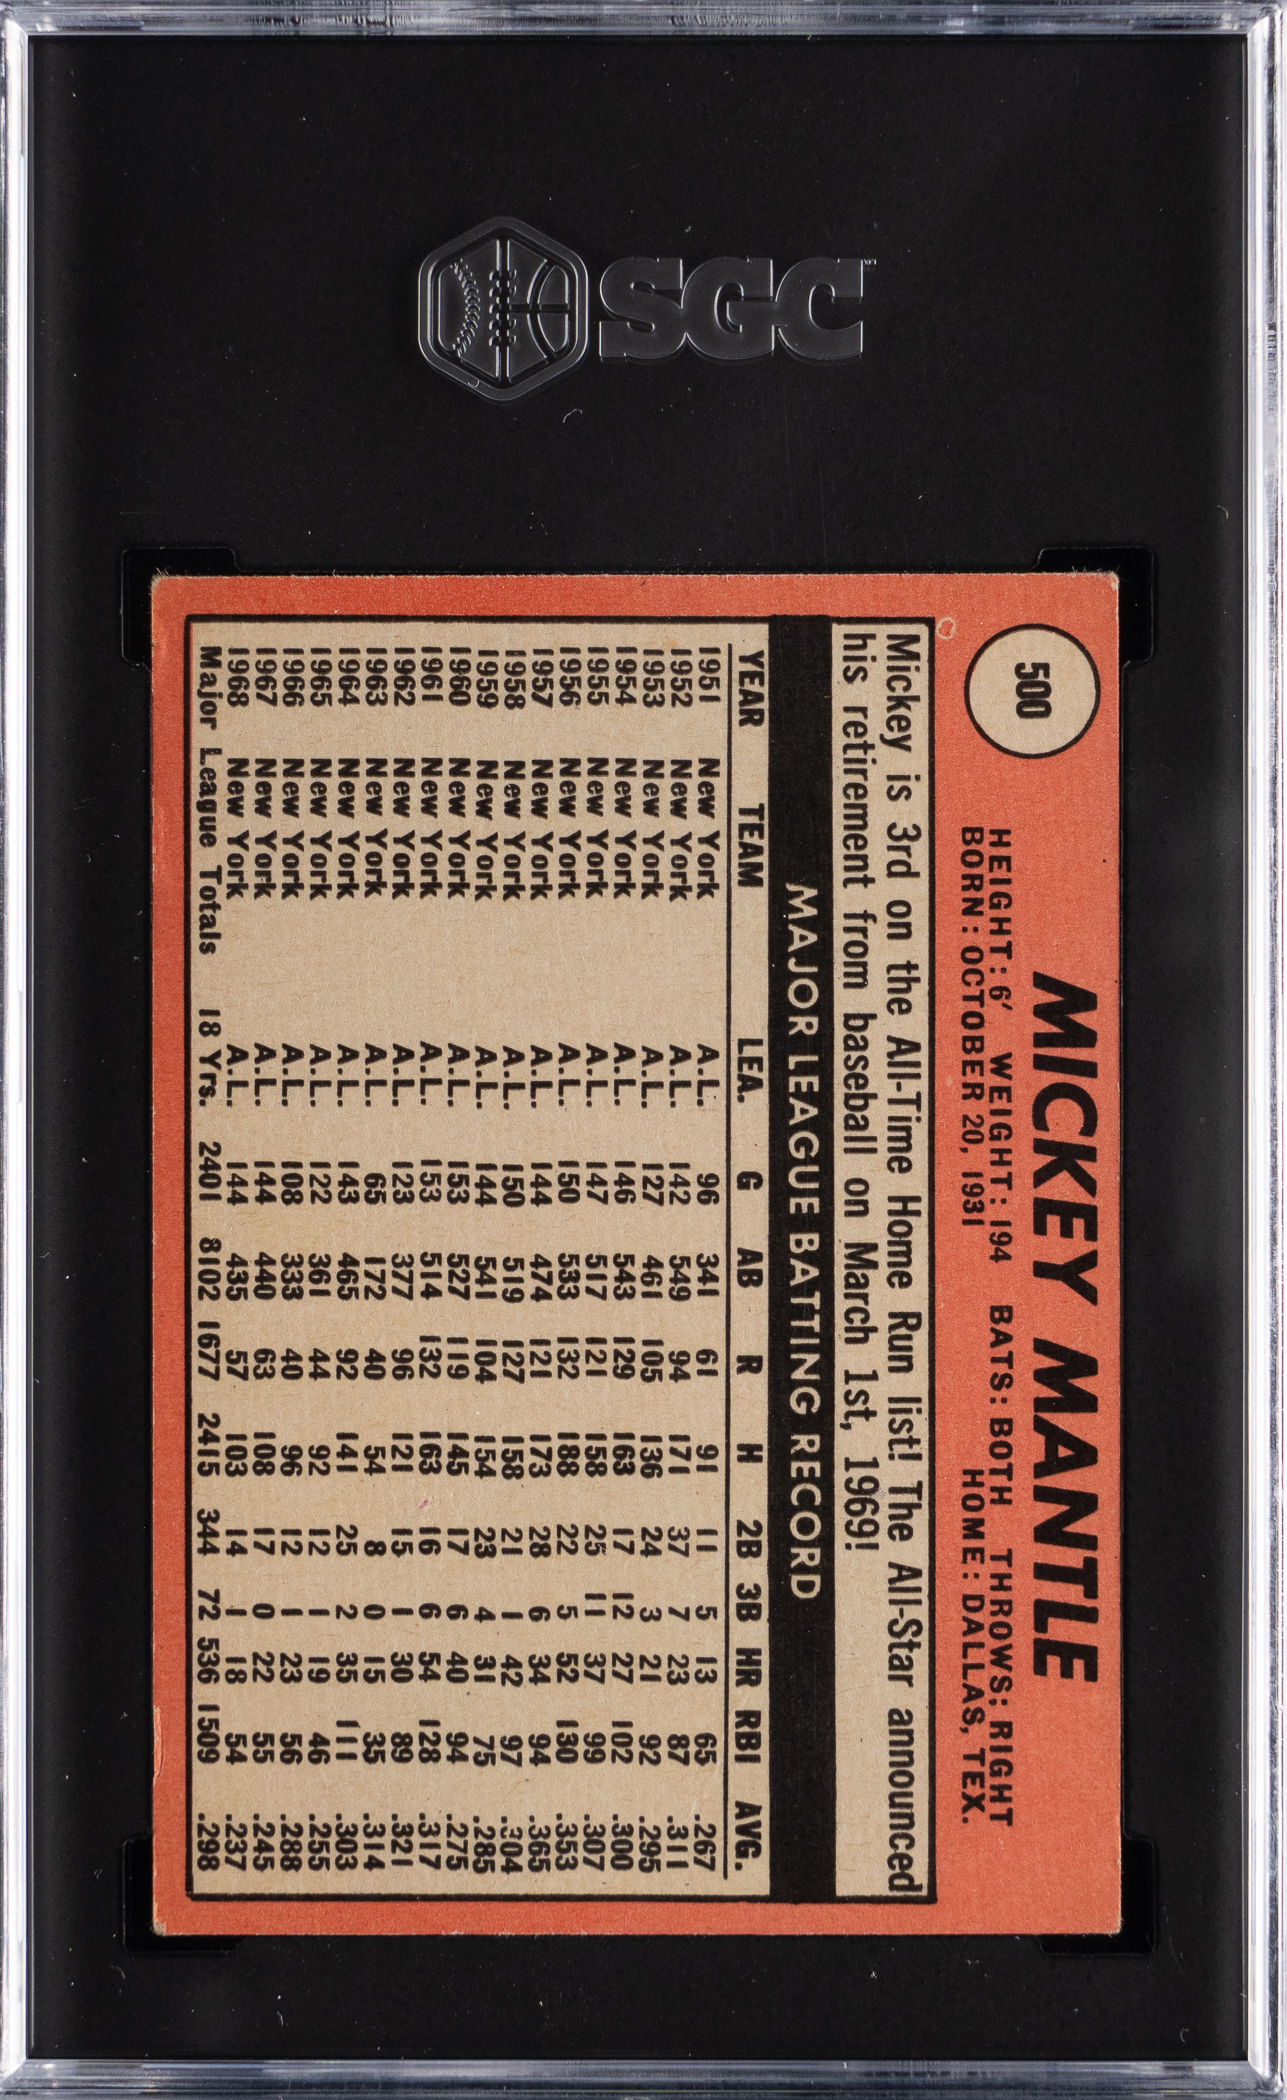 SGC
500
MICKEY MANTLE
HEIGHT: 6' WEIGHT: 194 BATS: BOTH THROWS: RIGHT
BORN: OCTOBER 20, 1931 HOME: DALLAS, TEX.
Mickey is 3rd on the All-Time Home Run list! The All-Star announced
his retirement from baseball on March 1st, 1969!
MAJOR LEAGUE BATTING RECORD
YEAR TEAM LEA. G AB R H 2B 3B HR RBI AVG.
1951 New York A.L. 96 341 61 91 11 5 13 65 .267
1952 New York A.L. 142 549 94 171 37 7 23 87 .311
1953 New York A.L. 127 461 105 136 24 3 21 92 .295
1954 New York A.L. 146 543 129 163 17 12 27 102 .300
1955 New York A.L. 147 517 121 158 25 11 37 99 .307
1956 New York A.L. 150 533 132 188 22 5 52 130 .353
1957 New York A.L. 144 474 121 173 28 6 34 94 .365
1958 New York A.L. 150 519 127 158 21 1 42 97 .304
1959 New York A.L. 144 541 104 154 23 4 31 75 .285
1960 New York A.L. 153 527 119 145 17 6 40 94 .275
1961 New York A.L. 153 514 132 163 16 6 54 128 .317
1962 New York A.L. 123 377 96 121 15 1 30 89 .321
1963 New York A.L. 65 172 40 54 8 0 15 35 .314
1964 New York A.L. 143 465 92 141 25 2 35 111 .303
1965 New York A.L. 122 361 44 92 12 1 19 46 .255
1966 New York A.L. 108 333 40 96 12 1 23 56 .288
1967 New York A.L. 144 440 63 108 17 0 22 55 .245
1968 New York A.L. 144 435 57 103 14 1 18 54 .237
Major League Totals 18 Yrs. 2401 8102 1677 2415 344 72 536 1509 .298